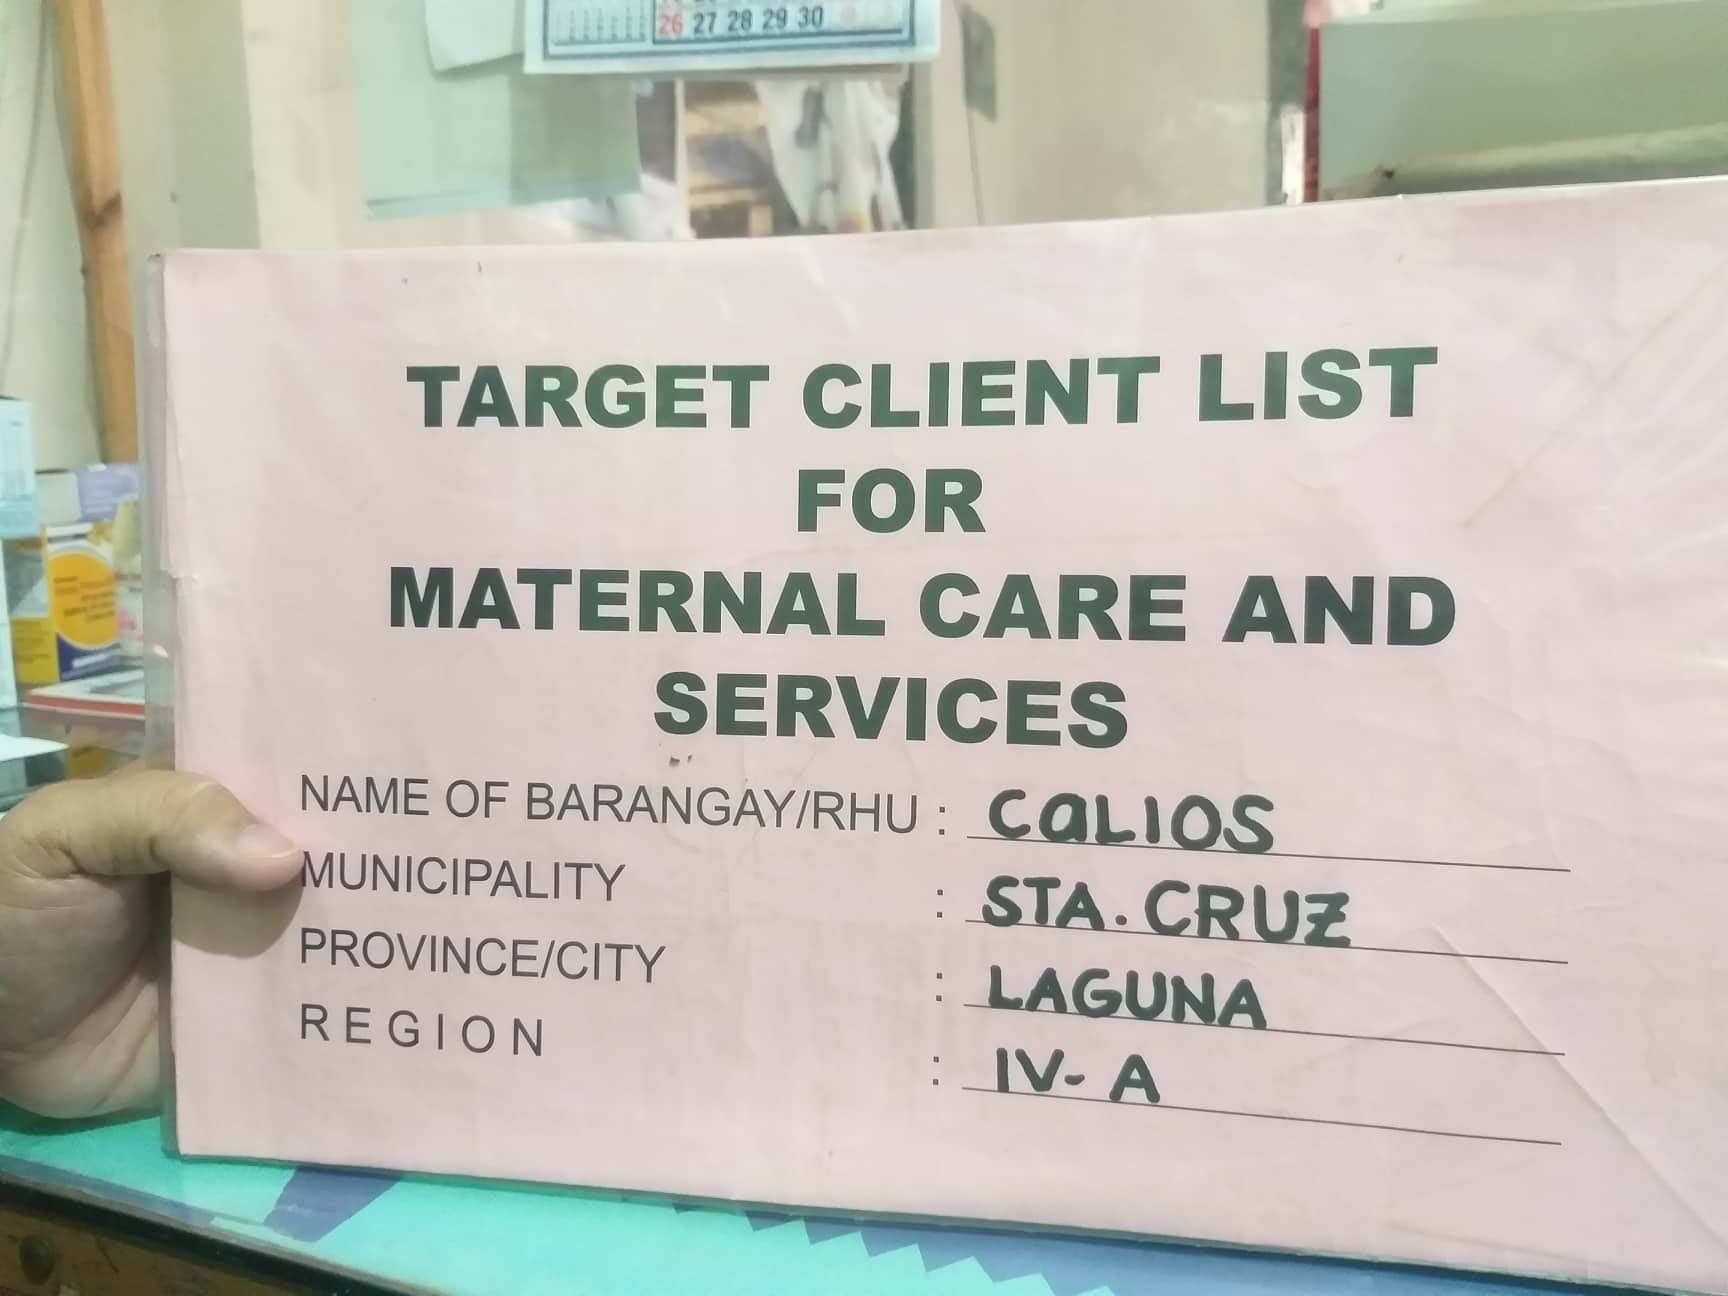 26 27 28 29 30
TARGET CLIENT LIST
FOR
MATERNAL CARE AND
SERVICES
NAME OF BARANGAY/RHU : CALIOS
MUNICIPALITY : STA. CRUZ
PROVINCE/CITY : LAGUNA
REGION : IV-A